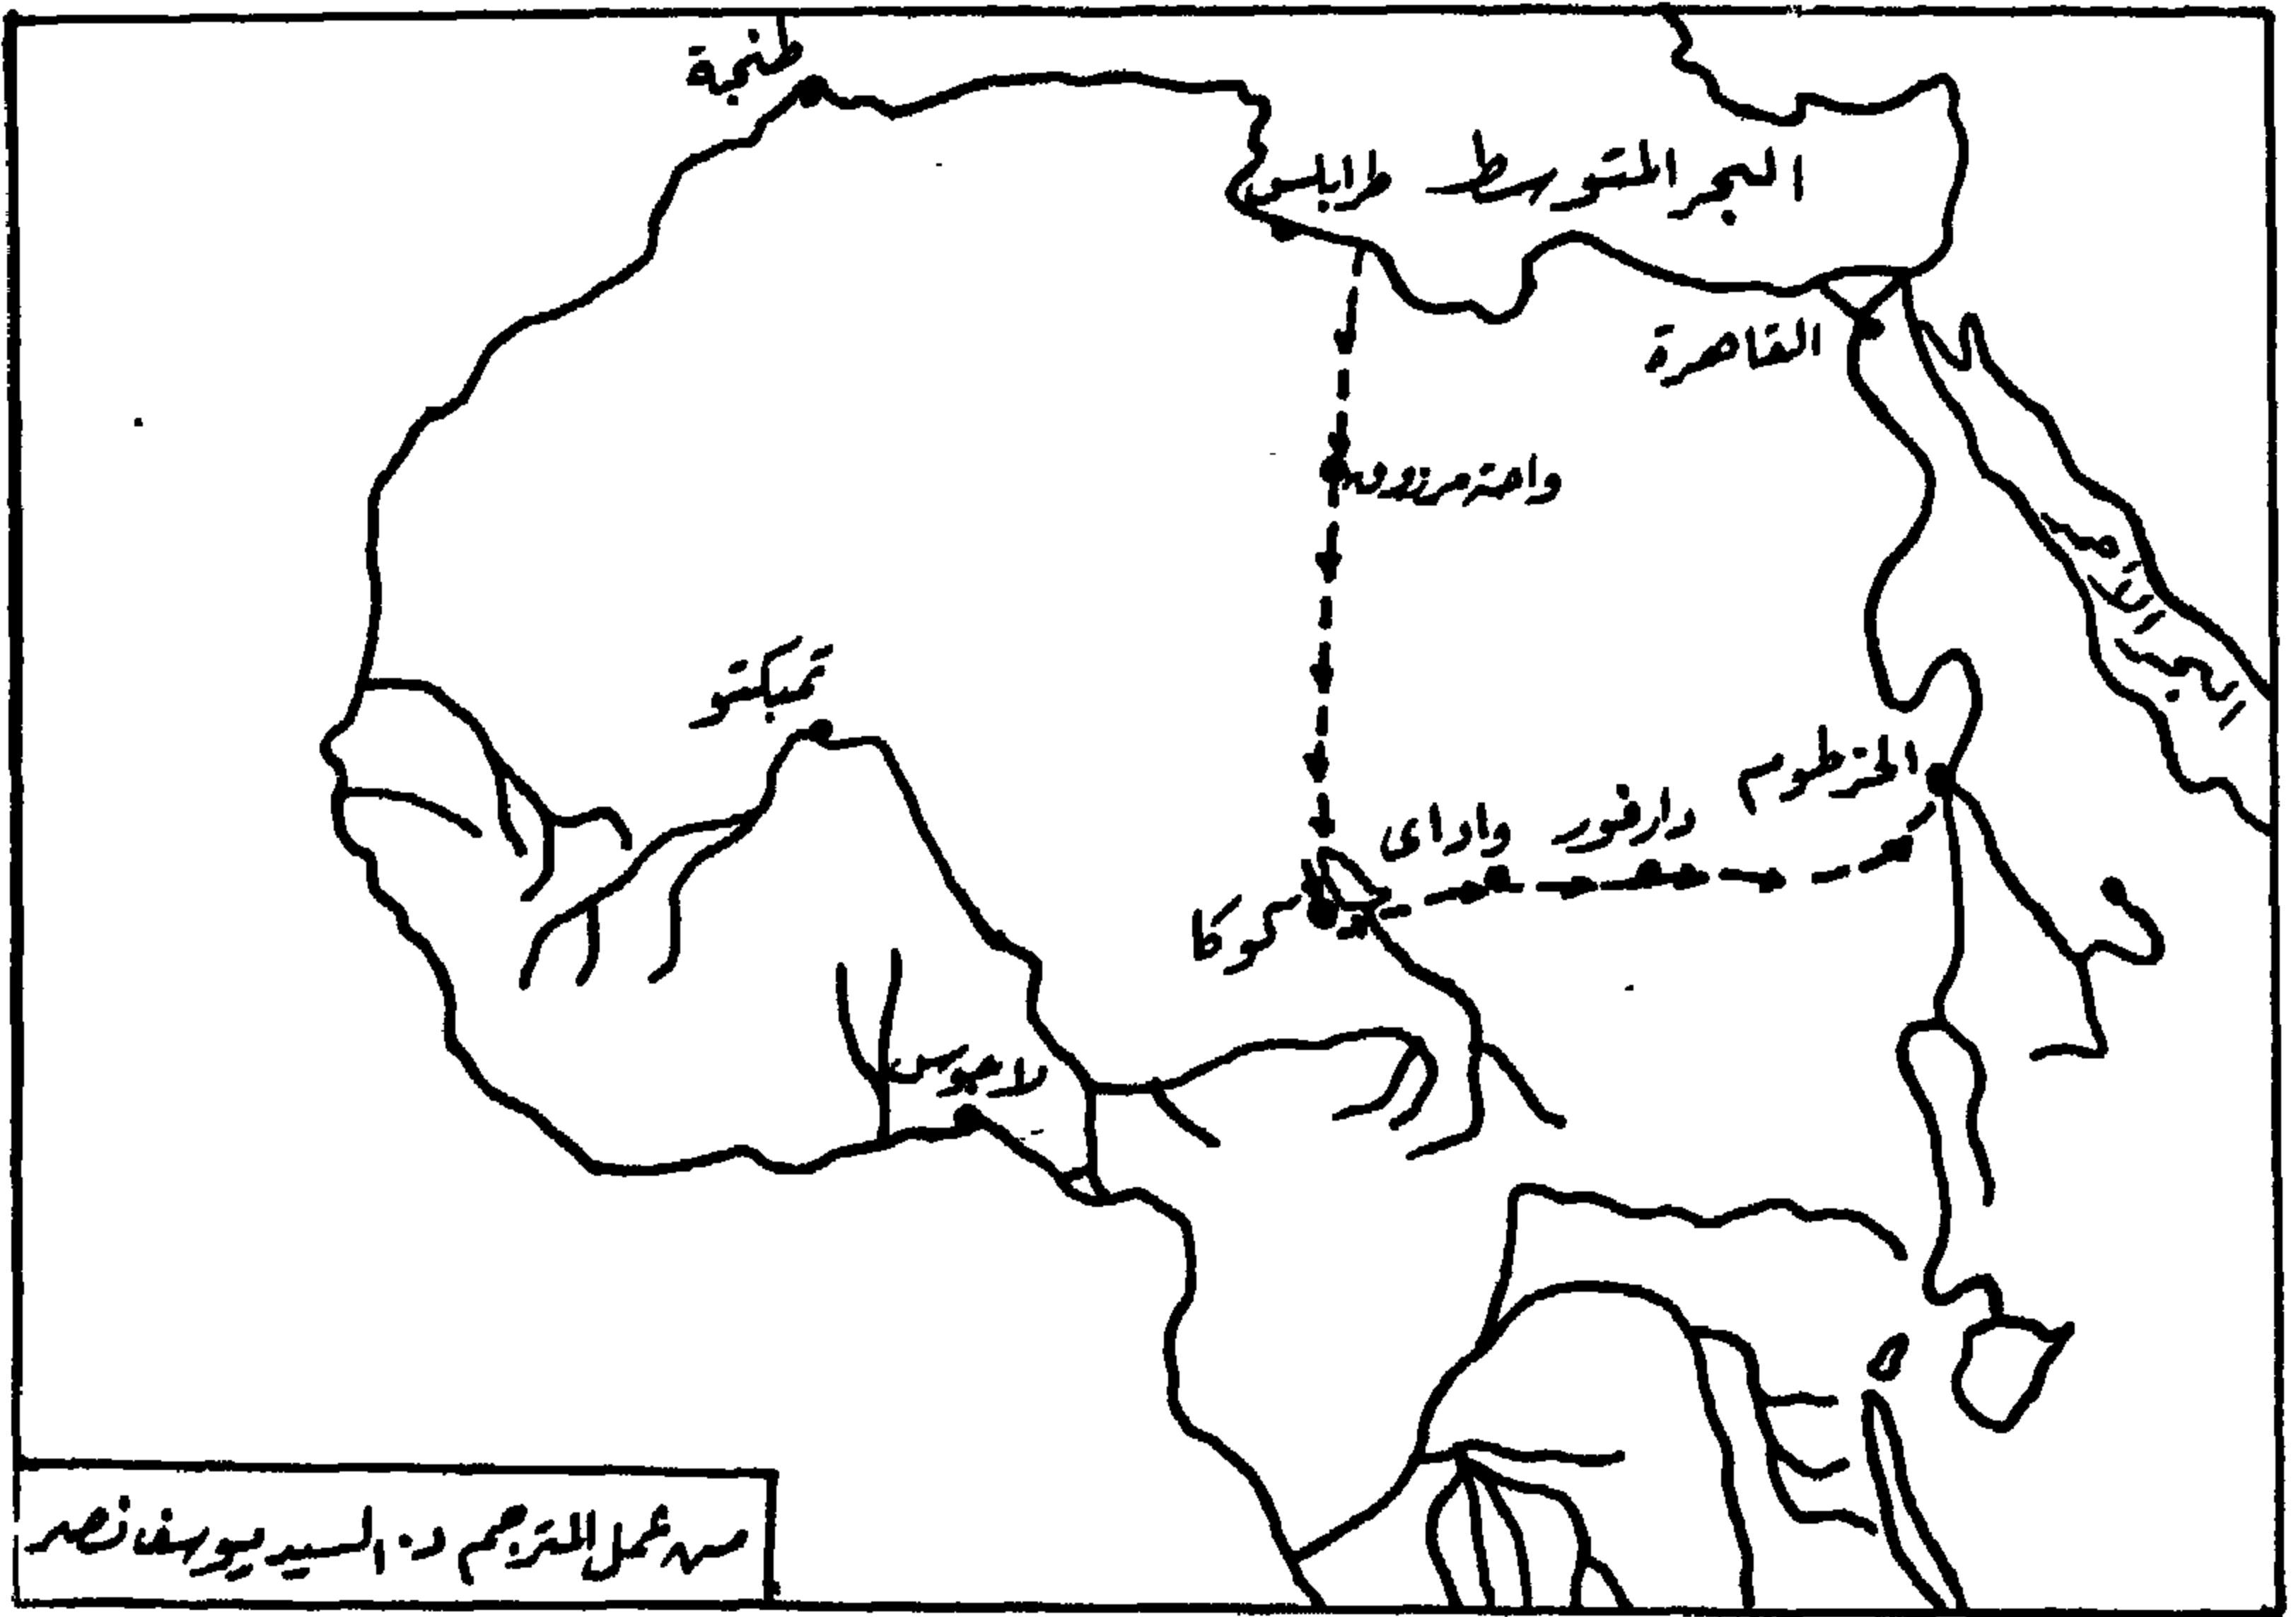 طنجة
البحر المتوسط
طرابلس
القاهرة
واحة مرزوق
البحر الأحمر
تمبكتو
الخرطوم
دارفور
واداى
كوكا
لاجوس
من عمل المترجم د. السيد يوسف نصر